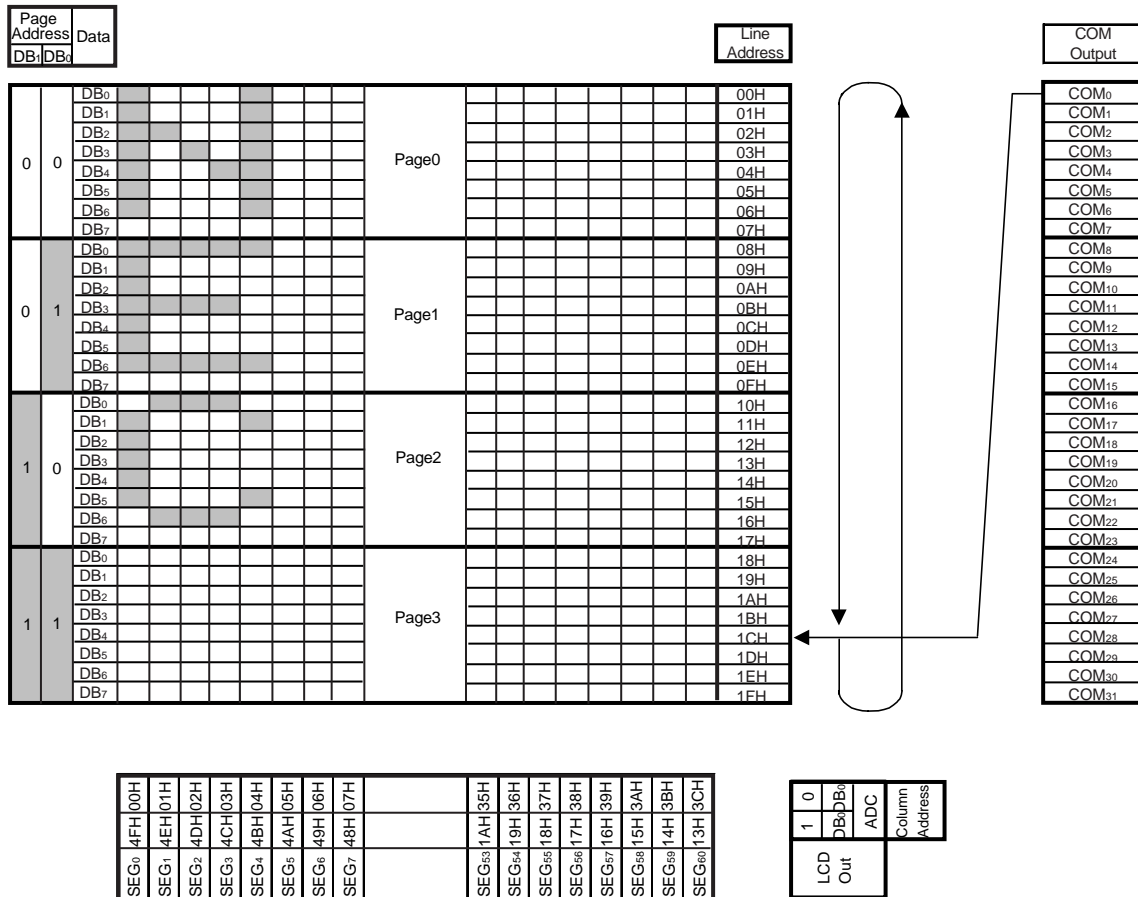 Page Address Data
DB1 DB0
Line Address
COM Output
DB0 00H COM0
DB1 01H COM1
DB2 02H COM2
0 0 DB3 Page0 03H COM3
DB4 04H COM4
DB5 05H COM5
DB6 06H COM6
DB7 07H COM7
DB0 08H COM8
DB1 09H COM9
DB2 0AH COM10
0 1 DB3 Page1 0BH COM11
DB4 0CH COM12
DB5 0DH COM13
DB6 0EH COM14
DB7 0FH COM15
DB0 10H COM16
DB1 11H COM17
DB2 12H COM18
1 0 DB3 Page2 13H COM19
DB4 14H COM20
DB5 15H COM21
DB6 16H COM22
DB7 17H COM23
DB0 18H COM24
DB1 19H COM25
DB2 1AH COM26
1 1 DB3 Page3 1BH COM27
DB4 1CH COM28
DB5 1DH COM29
DB6 1EH COM30
DB7 1FH COM31
00H 01H 02H 03H 04H 05H 06H 07H 35H 36H 37H 38H 39H 3AH 3BH 3CH
4FH 4EH 4DH 4CH 4BH 4AH 49H 48H 1AH 19H 18H 17H 16H 15H 14H 13H
SEG0 SEG1 SEG2 SEG3 SEG4 SEG5 SEG6 SEG7 SEG53 SEG54 SEG55 SEG56 SEG57 SEG58 SEG59 SEG60
0 DB0 ADC Column Address
1 DB0
LCD Out